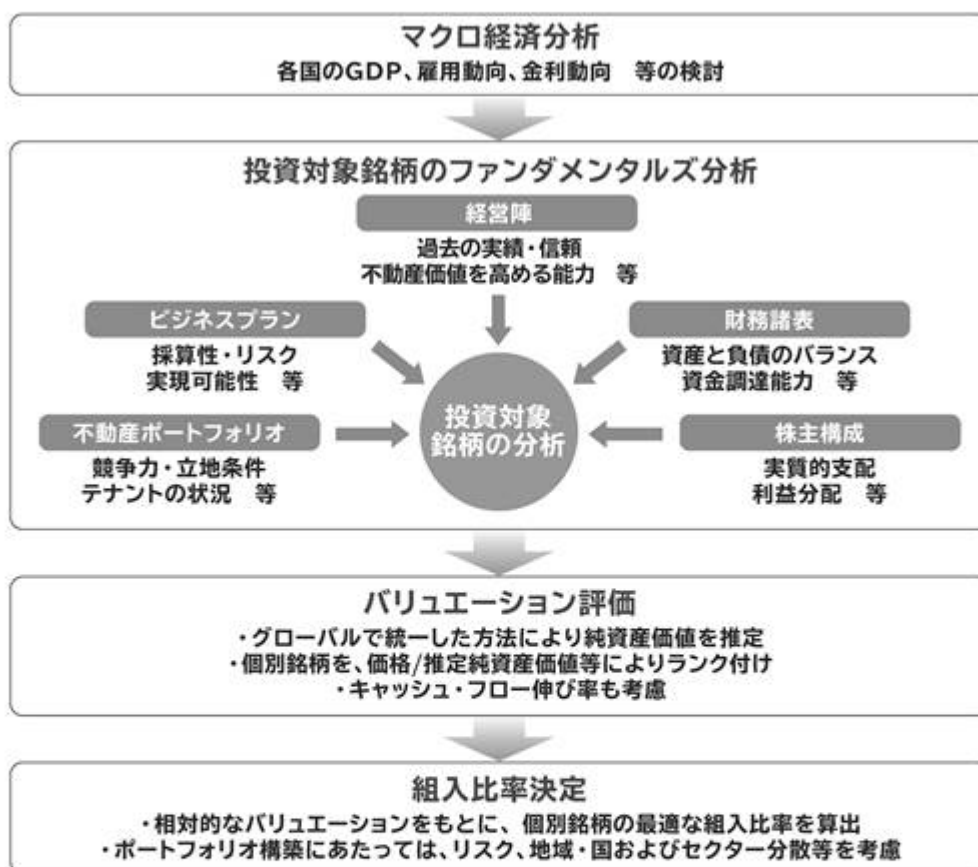 マクロ経済分析
各国のGDP、雇用動向、金利動向　等の検討
投資対象銘柄のファンダメンタルズ分析
経営陣
過去の実績・信頼
不動産価値を高める能力　等
ビジネスプラン
採算性・リスク
実現可能性　等
財務諸表
資産と負債のバランス
資金調達能力　等
投資対象
銘柄の分析
不動産ポートフォリオ
競争力・立地条件
テナントの状況　等
株主構成
実質的支配
利益分配　等
バリュエーション評価
・グローバルで統一した方法により純資産価値を推定
・個別銘柄を、価格/推定純資産価値等によりランク付け
・キャッシュ・フロー伸び率も考慮
組入比率決定
・相対的なバリュエーションをもとに、個別銘柄の最適な組入比率を算出
・ポートフォリオ構築にあたっては、リスク、地域・国およびセクター分散等を考慮